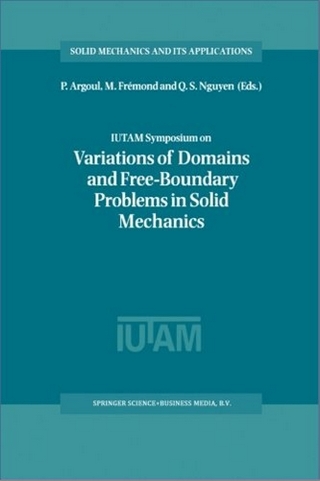 SOLID MECHANICS AND ITS APPLICATIONS
P. Argoul, M. Frémond and Q. S. Nguyen (Eds.)
IUTAM Symposium on
Variations of Domains
and Free-Boundary
Problems in Solid
Mechanics
IUTAM
SPRINGER SCIENCE+BUSINESS MEDIA, B.V.